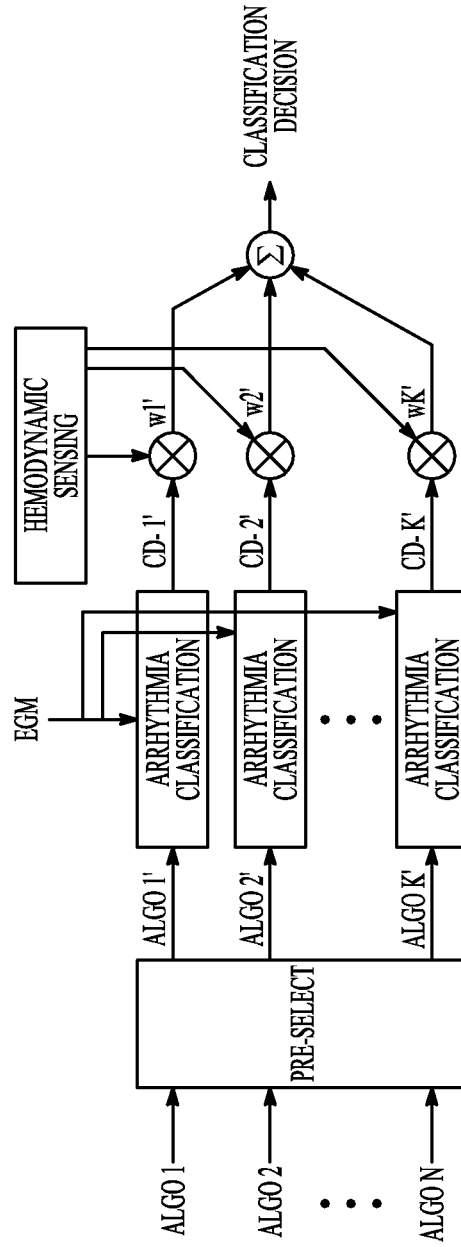 ALGO 1
ALGO 2
ALGO N
PRE-SELECT
ALGO 1'
ALGO 2'
ALGO K'
EGM
ARRHYTHMIA
CLASSIFICATION
ARRHYTHMIA
CLASSIFICATION
ARRHYTHMIA
CLASSIFICATION
CD- 1'
CD- 2'
CD- K'
HEMODYNAMIC
SENSING
w1'
w2'
wK'
Σ
CLASSIFICATION
DECISION